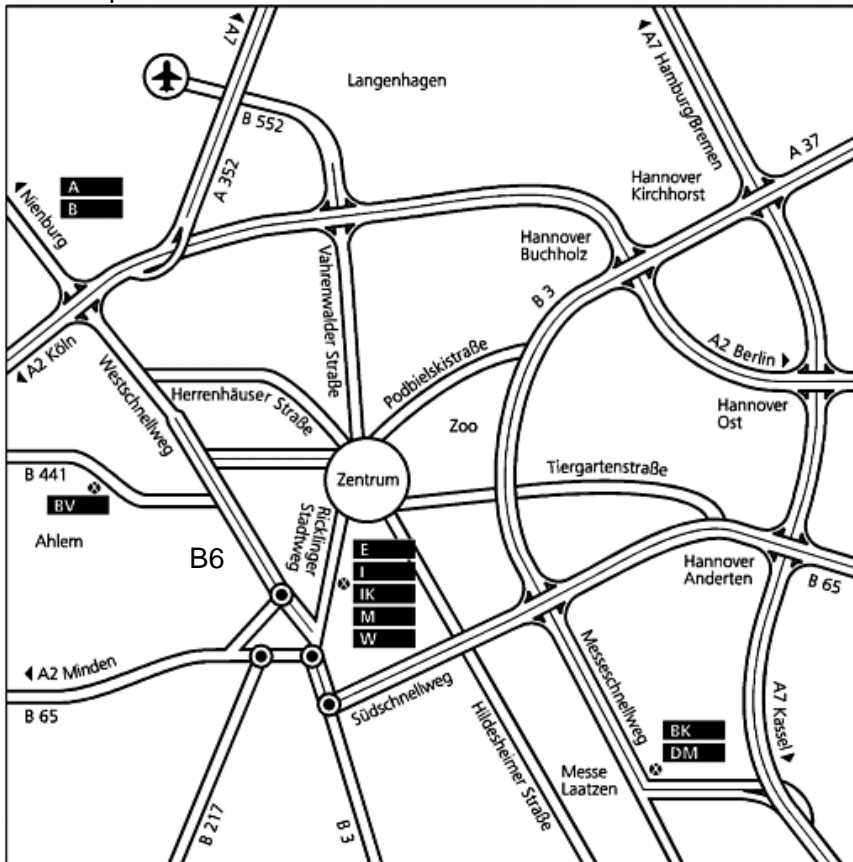 A7
Langenhagen
B 552
A7 Hamburg/Bremen
A 37
A 352
A
B
Nienburg
Hannover
Kirchhorst
Hannover
Buchholz
B 3
Vahrenwalder Straße
A2 Köln
Westschnellweg
Herrenhäuser Straße
Podbielskistraße
A2 Berlin
Hannover
Ost
Zoo
Zentrum
Tiergartenstraße
B 441
BV
Ahlem
Ricklinger
Stadtweg
B6
E
I
IK
M
W
Hannover
Anderten
B 65
A2 Minden
B 65
Südschnellweg
Messeschnellweg
Hildesheimer Straße
A7 Kassel
BK
DM
Messe
Laatzen
B 217
B 3